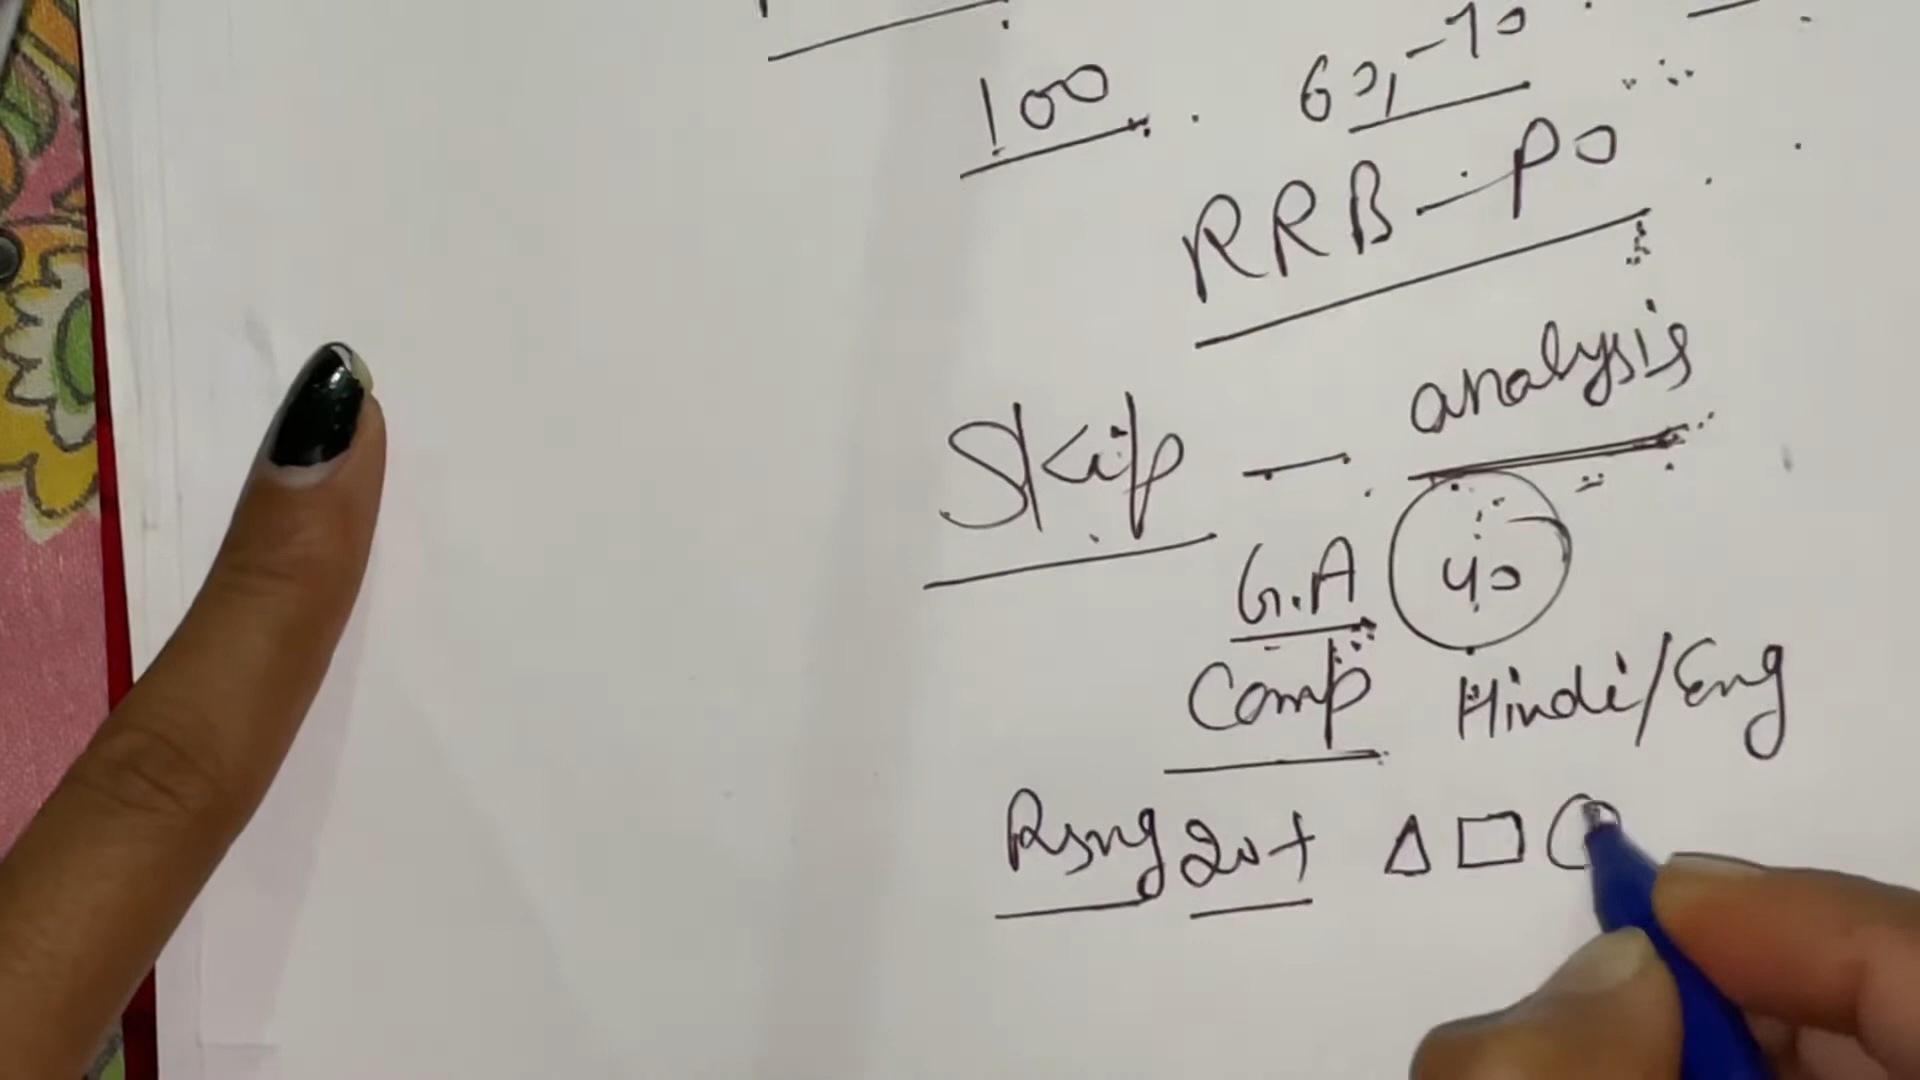 100 60,-70
RRB-PO
Skip - analysis
G.A 40
Comp Hindi/Eng
Rsng 20+